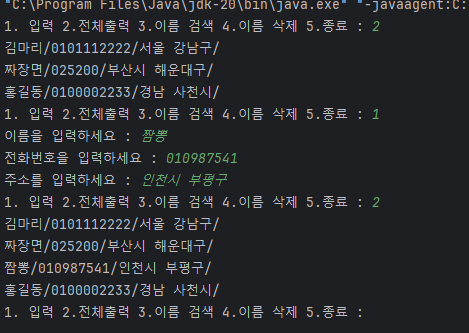 "C:\Program Files\Java\jdk-20\bin\java.exe" "-javaagent:C:
1. 입력 2.전체출력 3.이름 검색 4.이름 삭제 5.종료 : 2
김마리/0101112222/서울 강남구/
짜장면/025200/부산시 해운대구/
홍길동/0100002233/경남 사천시/
1. 입력 2.전체출력 3.이름 검색 4.이름 삭제 5.종료 : 1
이름을 입력하세요 : 짬뽕
전화번호을 입력하세요 : 010987541
주소를 입력하세요 : 인천시 부평구
1. 입력 2.전체출력 3.이름 검색 4.이름 삭제 5.종료 : 2
김마리/0101112222/서울 강남구/
짜장면/025200/부산시 해운대구/
짬뽕/010987541/인천시 부평구/
홍길동/0100002233/경남 사천시/
1. 입력 2.전체출력 3.이름 검색 4.이름 삭제 5.종료 :